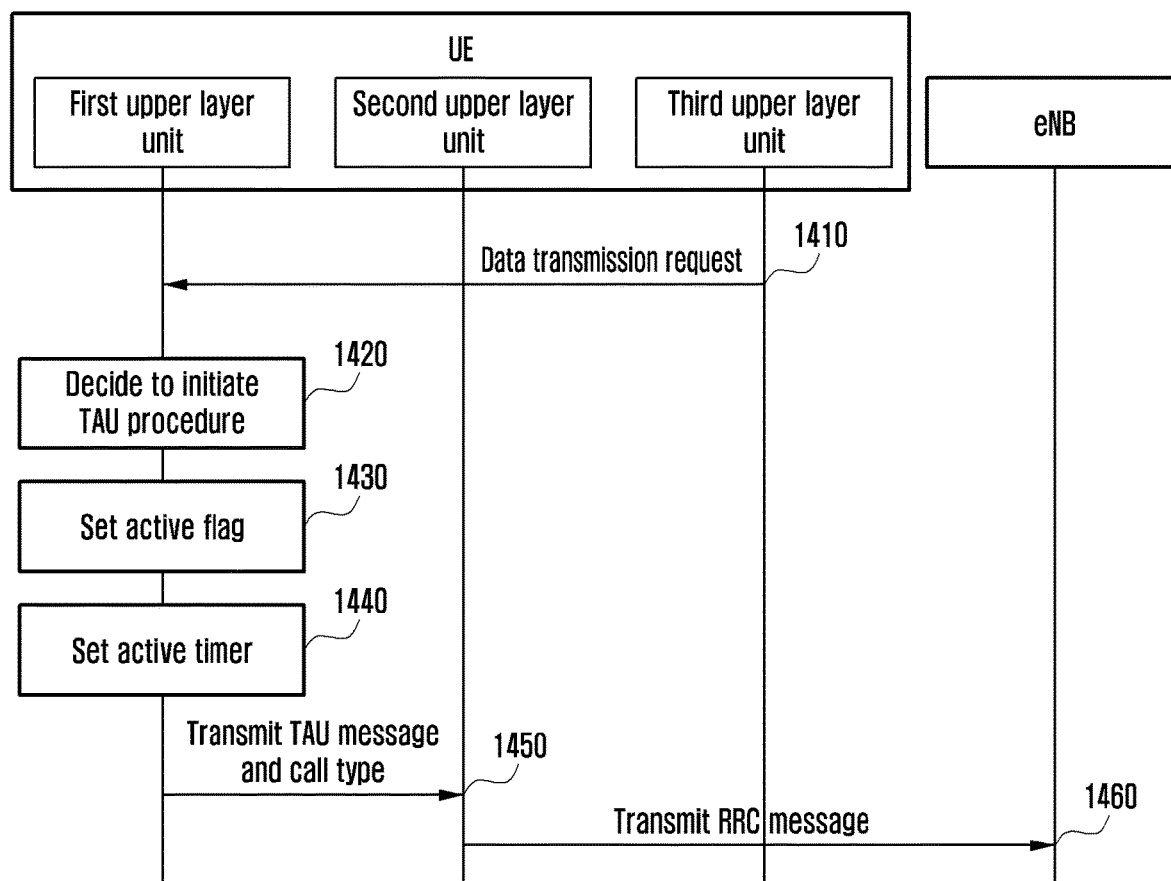 UE
First upper layer
unit
Second upper layer
unit
Third upper layer
unit
eNB
1410
Data transmission request
1420
Decide to initiate
TAU procedure
1430
Set active flag
1440
Set active timer
Transmit TAU message
and call type
1450
1460
Transmit RRC message